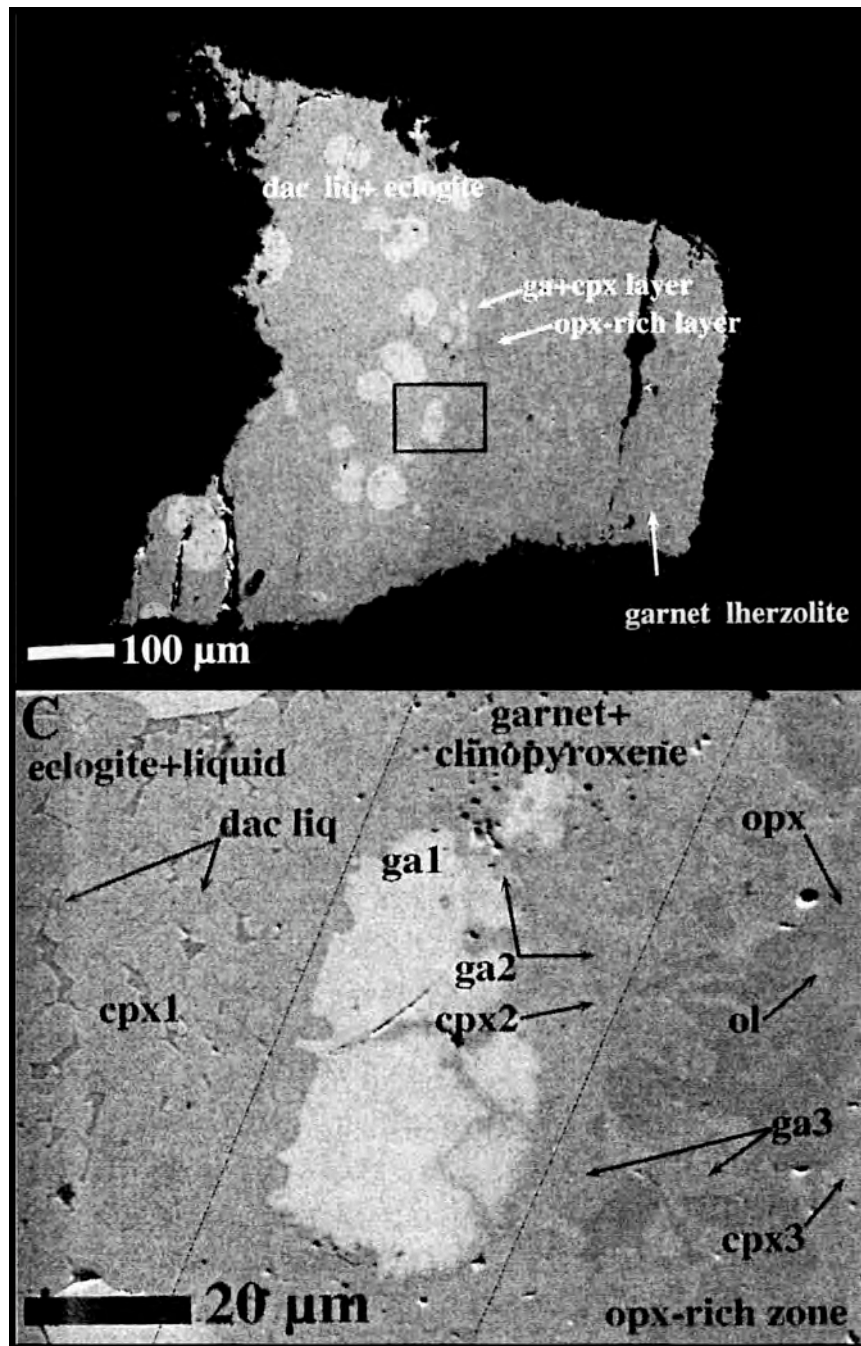 dac liq+ eclogite
ga+cpx layer
opx-rich layer
garnet lherzolite
100 μm
C
garnet+
clinopyroxene
eclogite+liquid
dac liq
opx
ga1
ga2
cpx1
cpx2
ol
ga3
cpx3
20 μm
opx-rich zone